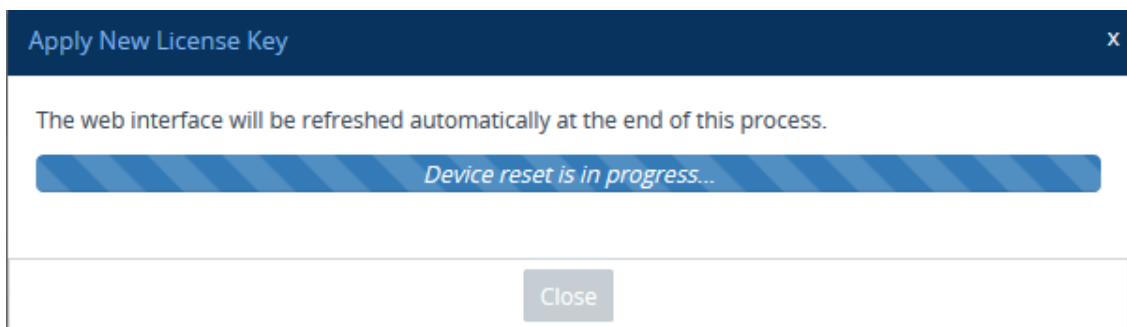 Apply New License Key
x
The web interface will be refreshed automatically at the end of this process.
Device reset is in progress...
Close